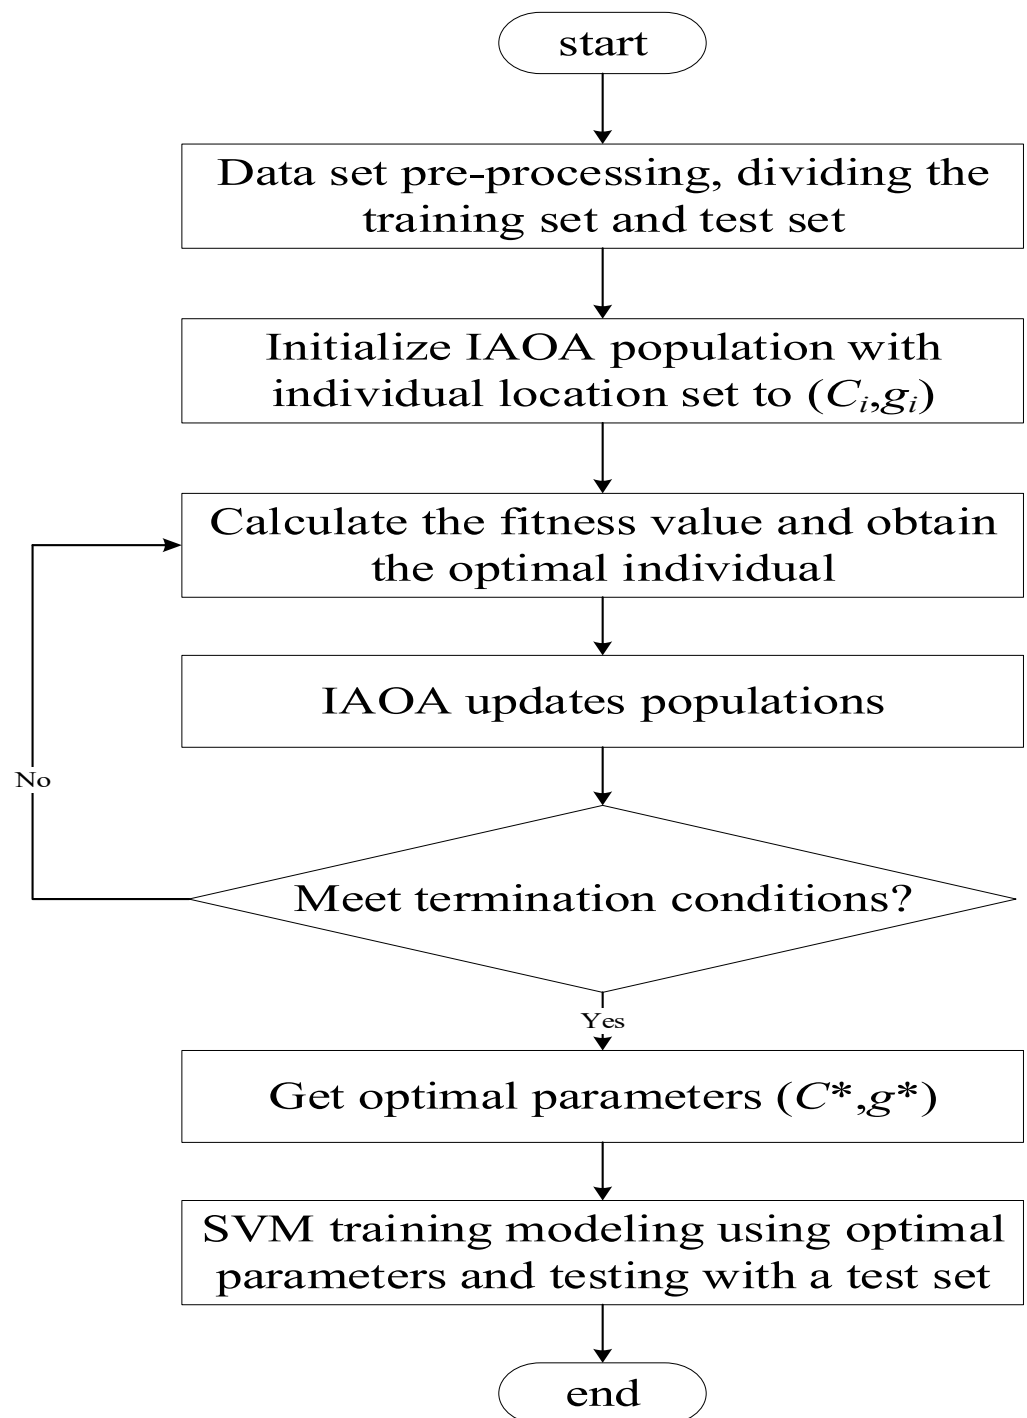 start
Data set pre-processing, dividing the
training set and test set
Initialize IAOA population with
individual location set to (Ci,gi)
Calculate the fitness value and obtain
the optimal individual
IAOA updates populations
No
Meet termination conditions?
Yes
Get optimal parameters (C*,g*)
SVM training modeling using optimal
parameters and testing with a test set
end